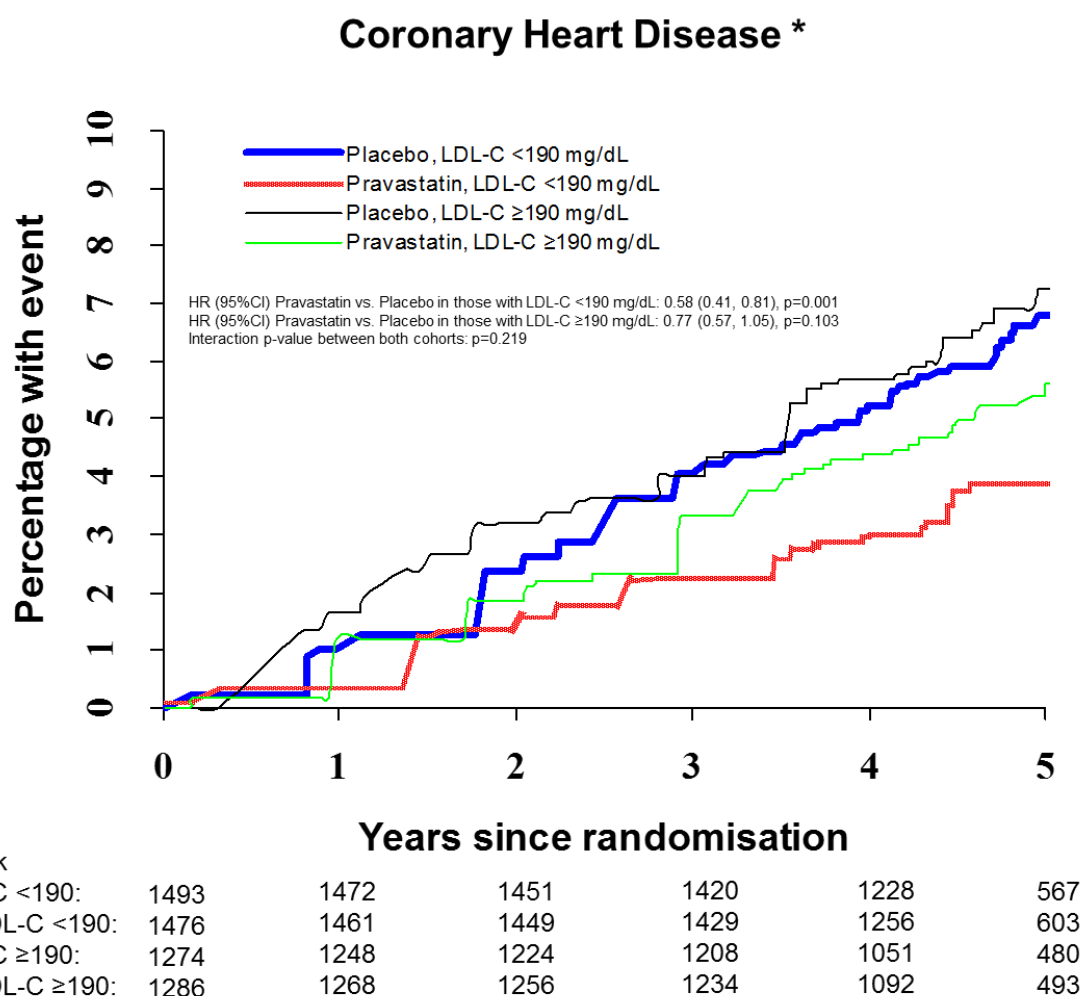 Coronary Heart Disease *
10
9
8
7
6
5
4
3
2
1
0
Percentage with event
Placebo, LDL-C <190 mg/dL
Pravastatin, LDL-C <190 mg/dL
Placebo, LDL-C ≥190 mg/dL
Pravastatin, LDL-C ≥190 mg/dL
HR (95%CI) Pravastatin vs. Placebo in those with LDL-C <190 mg/dL: 0.58 (0.41, 0.81), p=0.001
HR (95%CI) Pravastatin vs. Placebo in those with LDL-C ≥190 mg/dL: 0.77 (0.57, 1.05), p=0.103
Interaction p-value between both cohorts: p=0.219
0 1 2 3 4 5
Years since randomisation
k
C <190: 1493 1472 1451 1420 1228 567
DL-C <190: 1476 1461 1449 1429 1256 603
C ≥190: 1274 1248 1224 1208 1051 480
DL-C ≥190: 1286 1268 1256 1234 1092 493